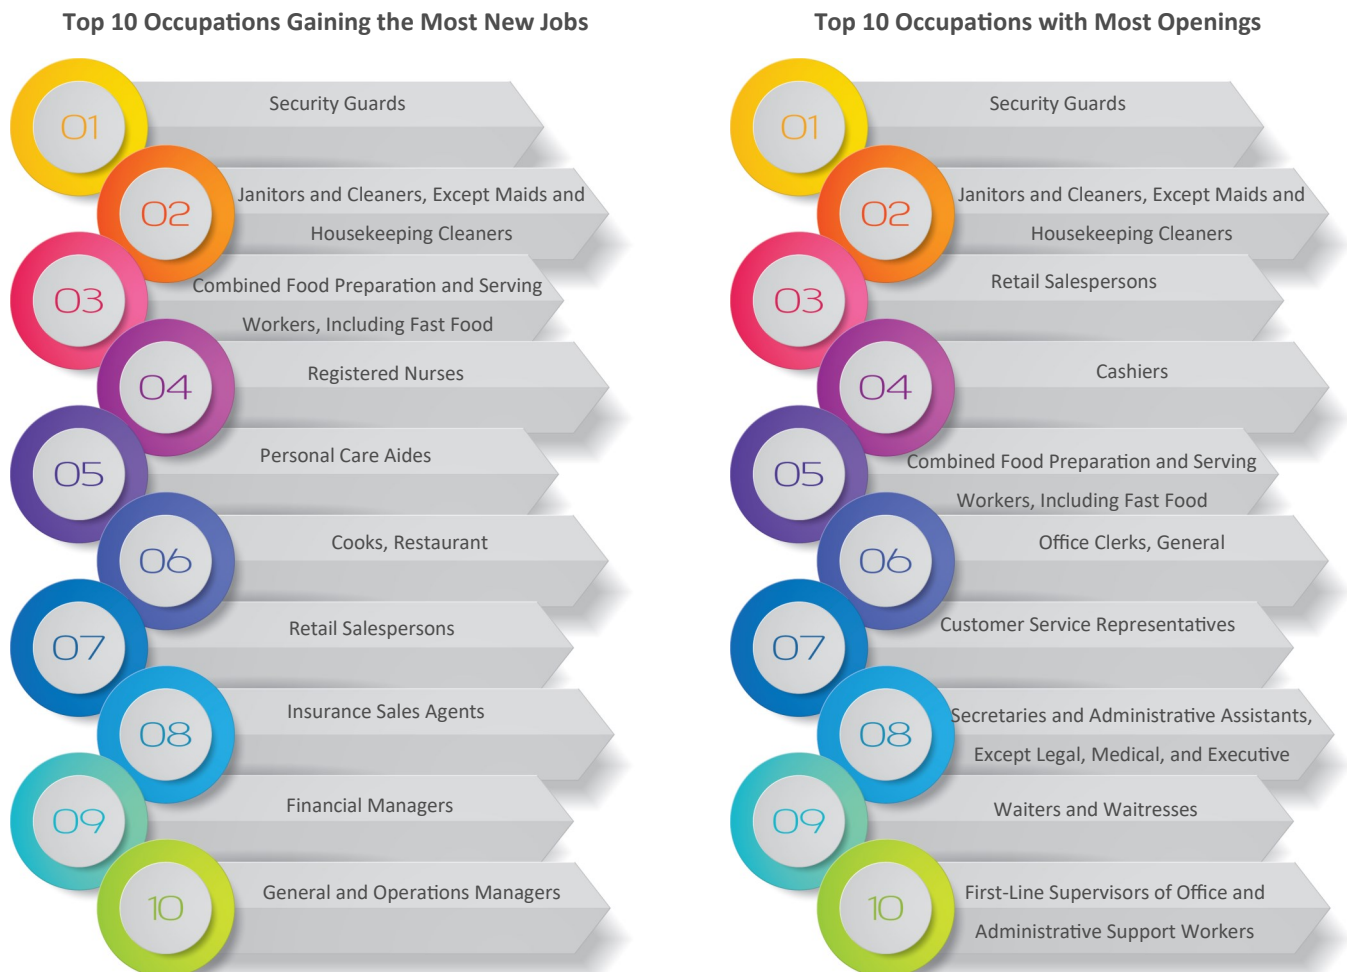 Top 10 Occupations Gaining the Most New Jobs
01
Security Guards
02
Janitors and Cleaners, Except Maids and
Housekeeping Cleaners
03
Combined Food Preparation and Serving
Workers, Including Fast Food
04
Registered Nurses
05
Personal Care Aides
06
Cooks, Restaurant
07
Retail Salespersons
08
Insurance Sales Agents
09
Financial Managers
10
General and Operations Managers
Top 10 Occupations with Most Openings
01
Security Guards
02
Janitors and Cleaners, Except Maids and
Housekeeping Cleaners
03
Retail Salespersons
04
Cashiers
05
Combined Food Preparation and Serving
Workers, Including Fast Food
06
Office Clerks, General
07
Customer Service Representatives
08
Secretaries and Administrative Assistants,
Except Legal, Medical, and Executive
09
Waiters and Waitresses
10
First-Line Supervisors of Office and
Administrative Support Workers